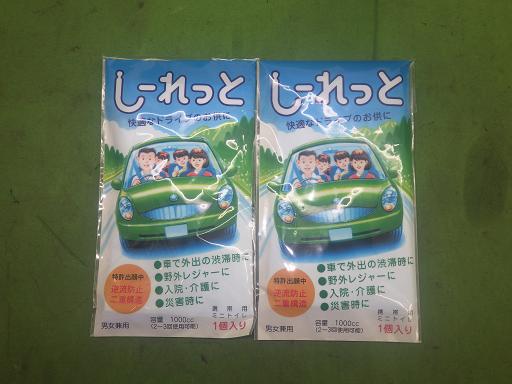 しーれっと
快適なドライブのお供に
●車で外出の渋滞時に
●野外レジャーに
●入院・介護に
●災害時に
特許出願中
逆流防止
二重構造
男女兼用
容量 1000cc
(2~3回使用可能)
携帯用
ミニトイレ
1個入り
しーれっと
快適なドライブのお供に
●車で外出の渋滞時に
●野外レジャーに
●入院・介護に
●災害時に
特許出願中
逆流防止
二重構造
男女兼用
容量 1000cc
(2~3回使用可能)
携帯用
ミニトイレ
1個入り